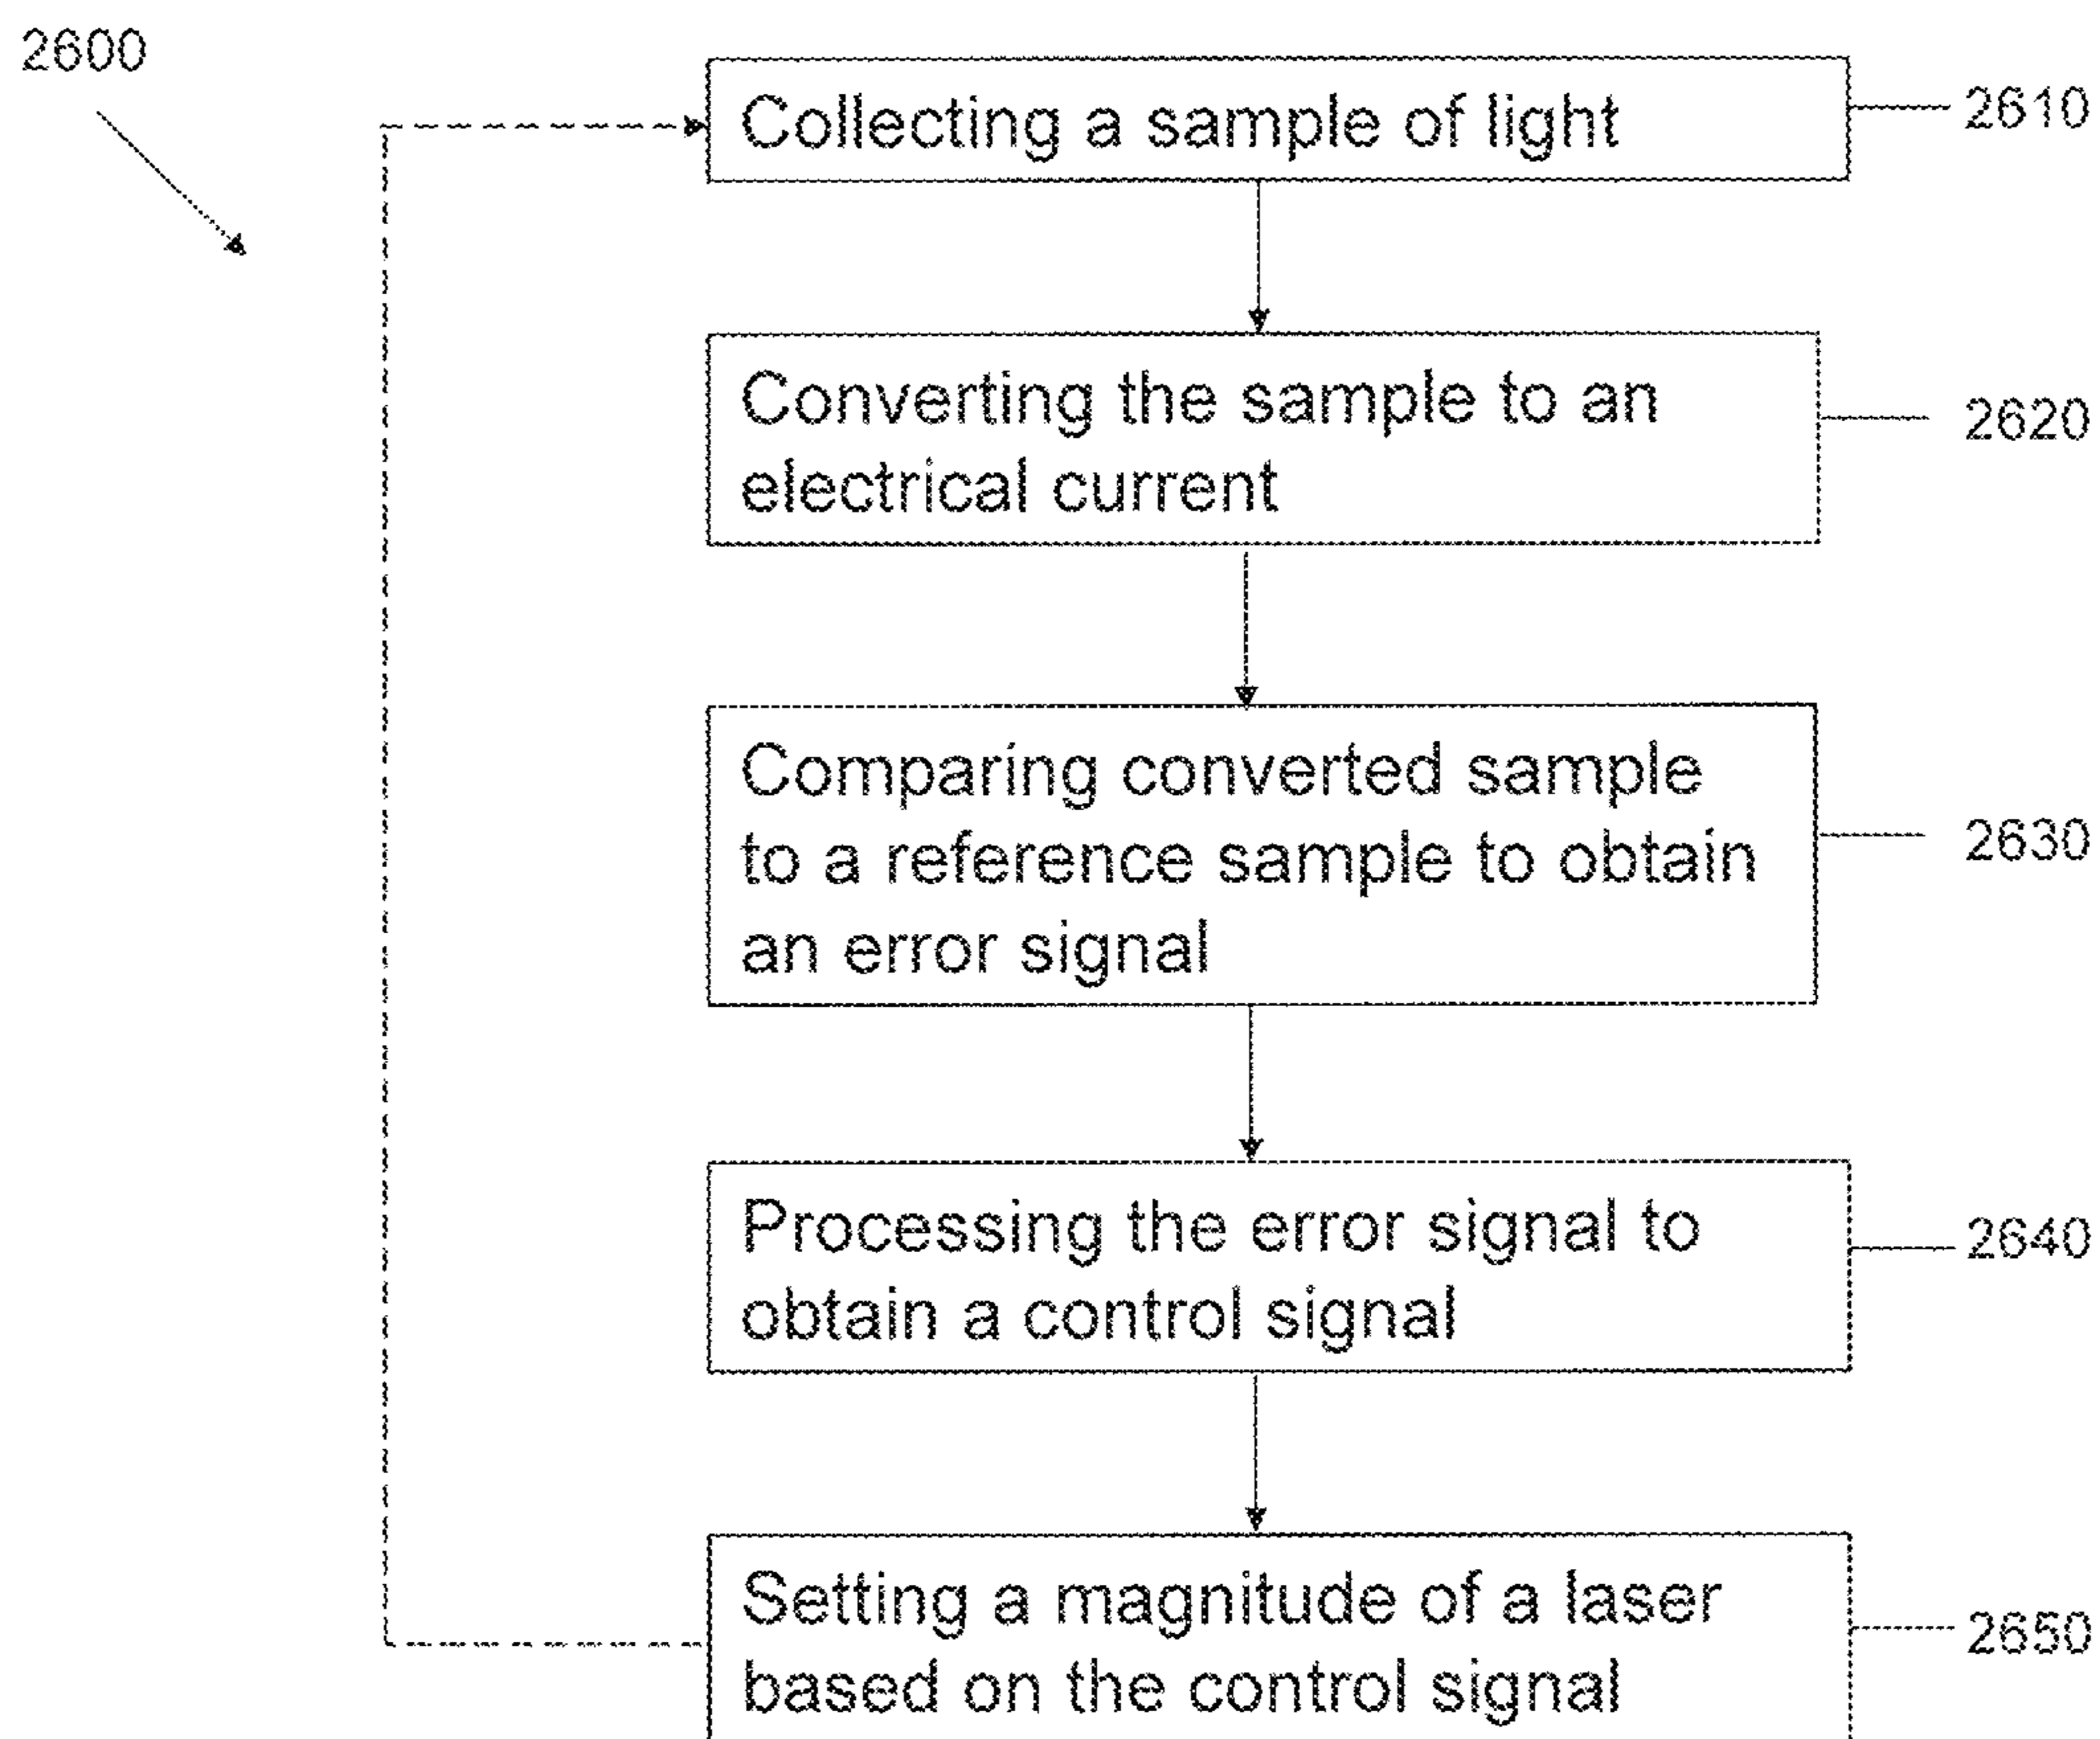 2600
Collecting a sample of light
2610
Converting the sample to an
electrical current
2620
Comparing converted sample
to a reference sample to obtain
an error signal
2630
Processing the error signal to
obtain a control signal
2640
Setting a magnitude of a laser
based on the control signal
2650